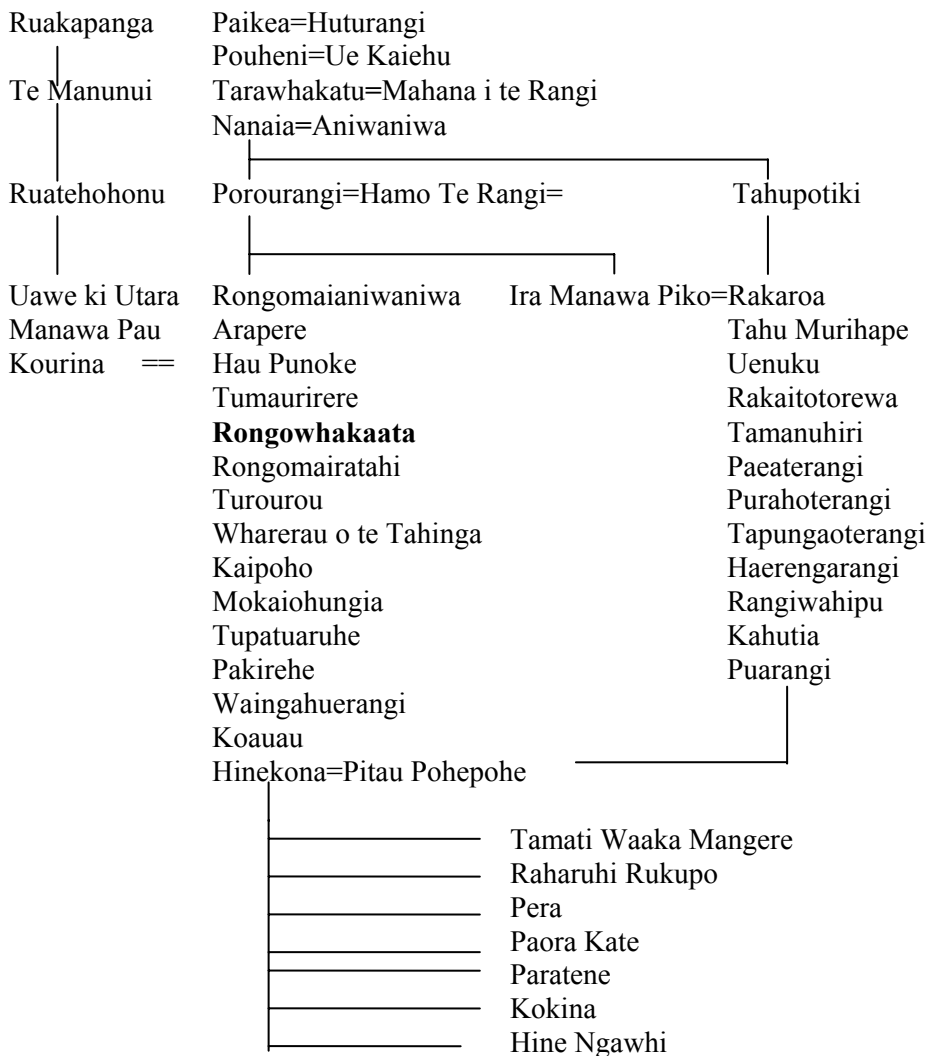 Ruakapanga Paikea=Huturangi
Pouheni=Ue Kaiehu
Te Manunui Tarawhakatu=Mahana i te Rangi
Nanaia=Aniwaniwa
Ruatehohonu Porourangi=Hamo Te Rangi= Tahupotiki
Uawe ki Utara Rongomaianiwaniwa Ira Manawa Piko=Rakaroa
Manawa Pau Arapere Tahu Murihape
Kourina == Hau Punoke Uenuku
Tumaurirere Rakaitotorewa
Rongowhakaata Tamanuhiri
Rongomairatahi Paeaterangi
Turourou Purahoterangi
Wharerau o te Tahinga Tapungaoterangi
Kaipoho Haerengarangi
Mokaiohungia Rangiwahipu
Tupatuaruhe Kahutia
Pakirehe Puarangi
Waingahuerangi
Koauau
Hinekona=Pitau Pohepohe
Tamati Waaka Mangere
Raharuhi Rukupo
Pera
Paora Kate
Paratene
Kokina
Hine Ngawhi